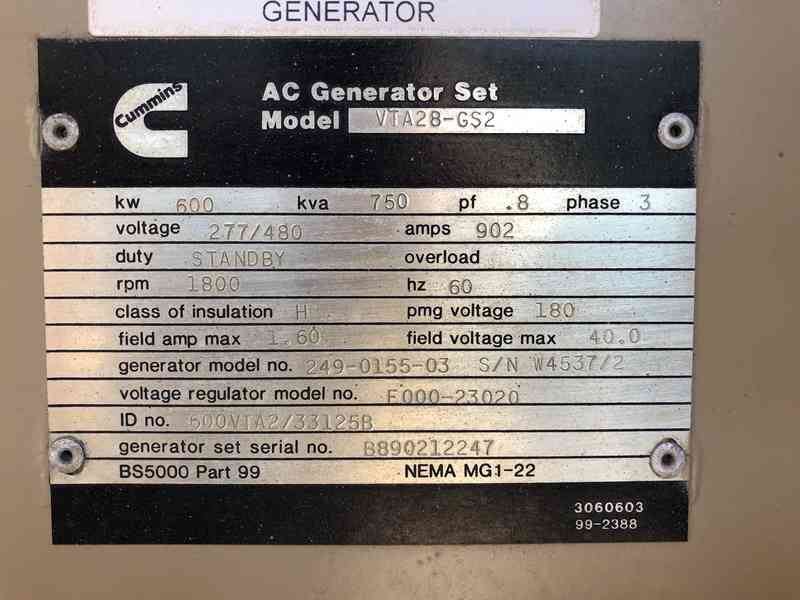 GENERATOR
Cummins
AC Generator Set
Model VTA28-GS2
kw 600 kva 750 pf .8 phase 3
voltage 277/480 amps 902
duty STANDBY overload
rpm 1800 hz 60
class of insulation H pmg voltage 180
field amp max 1.60 field voltage max 40.0
generator model no. 249-0155-03 S/N W4537/2
voltage regulator model no. E000-23020
ID no. 600VTA2/33125B
generator set serial no. B890212247
BS5000 Part 99 NEMA MG1-22
3060603
99-2388